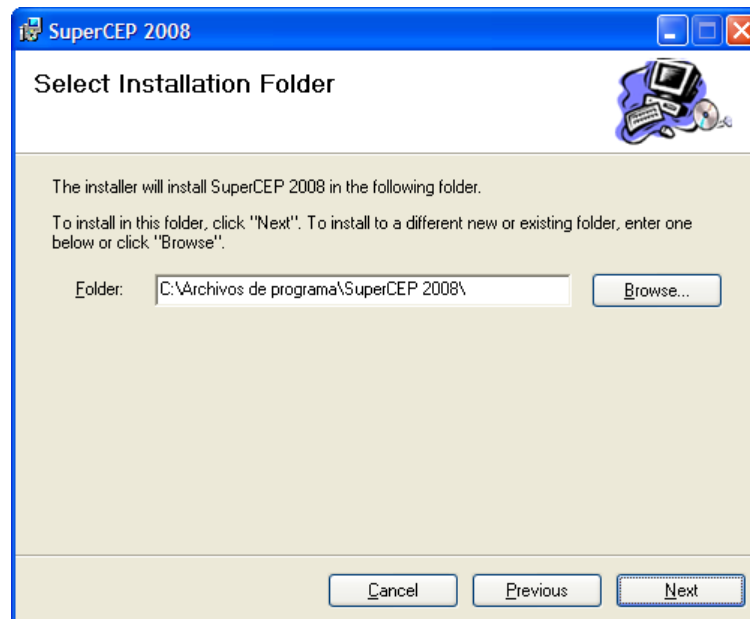 SuperCEP 2008
Select Installation Folder
The installer will install SuperCEP 2008 in the following folder.
To install in this folder, click "Next". To install to a different new or existing folder, enter one
below or click "Browse".
Folder: C:\Archivos de programa\SuperCEP 2008\ Browse...
Cancel Previous Next